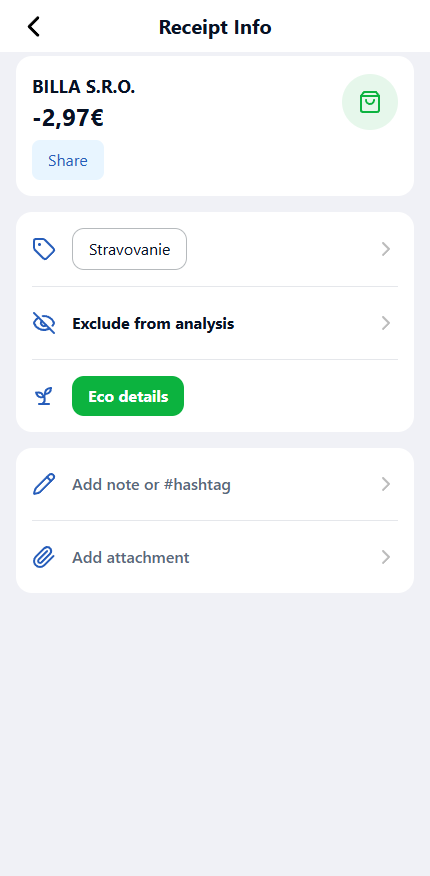 Receipt Info
BILLA S.R.O.
-2,97€
Share
Stravovanie
Exclude from analysis
Eco details
Add note or #hashtag
Add attachment